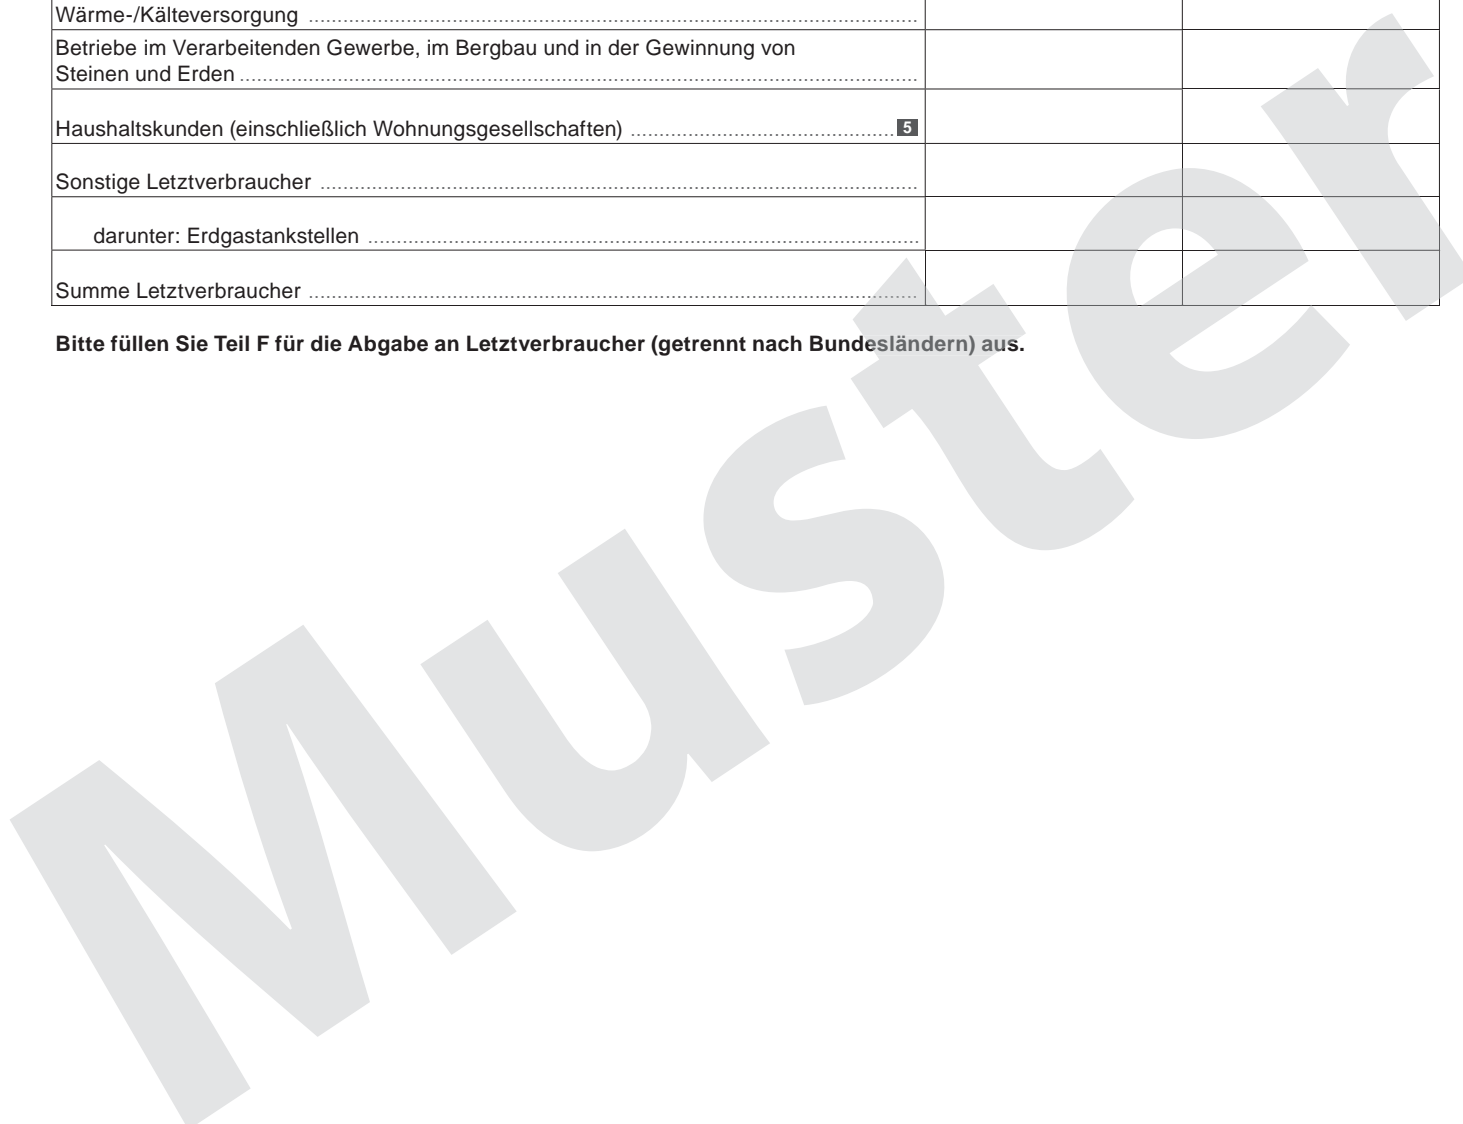 Wärme-/Kälteversorgung
Betriebe im Verarbeitenden Gewerbe, im Bergbau und in der Gewinnung von
Steinen und Erden
Haushaltskunden (einschließlich Wohnungsgesellschaften) 5
Sonstige Letztverbraucher
darunter: Erdgastankstellen
Summe Letztverbraucher
Bitte füllen Sie Teil F für die Abgabe an Letztverbraucher (getrennt nach Bundesländern) aus.
Muster